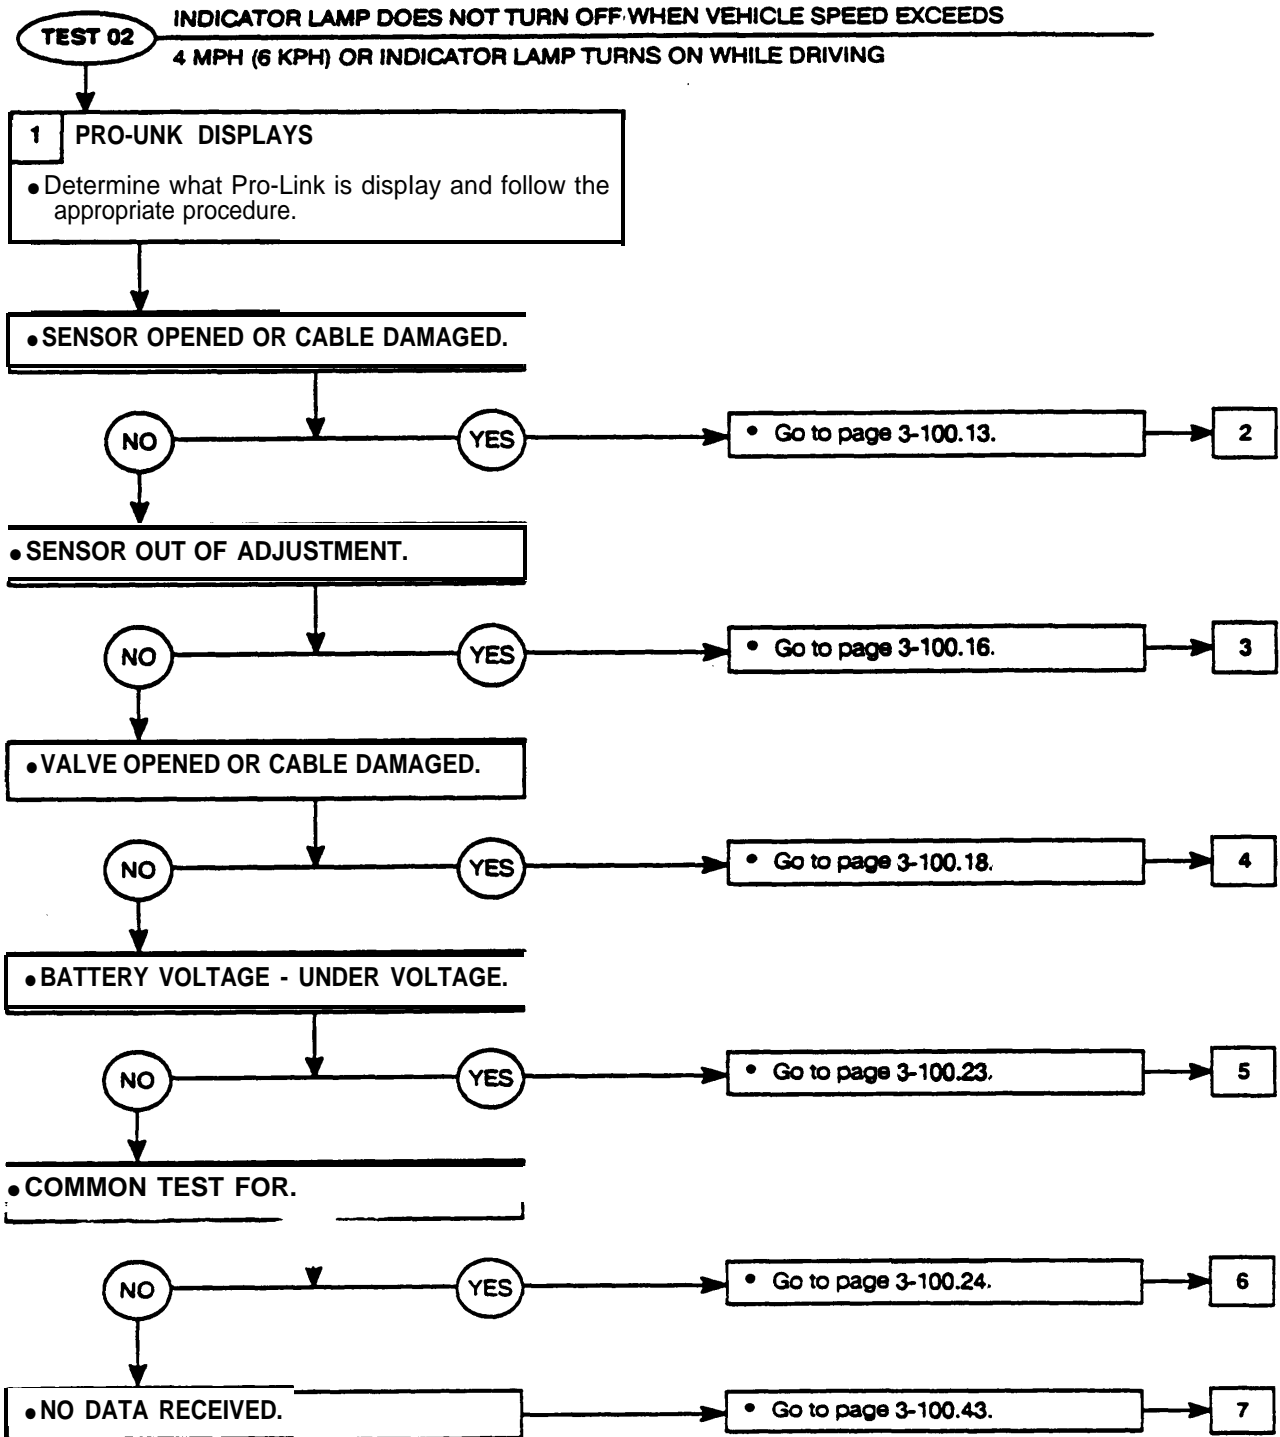 TEST 02
INDICATOR LAMP DOES NOT TURN OFF WHEN VEHICLE SPEED EXCEEDS
4 MPH (6 KPH) OR INDICATOR LAMP TURNS ON WHILE DRIVING
1 PRO-UNK DISPLAYS
• Determine what Pro-Link is display and follow the
appropriate procedure.
• SENSOR OPENED OR CABLE DAMAGED.
NO YES • Go to page 3-100.13. 2
• SENSOR OUT OF ADJUSTMENT.
NO YES • Go to page 3-100.16. 3
• VALVE OPENED OR CABLE DAMAGED.
NO YES • Go to page 3-100.18. 4
• BATTERY VOLTAGE - UNDER VOLTAGE.
NO YES • Go to page 3-100.23. 5
• COMMON TEST FOR.
NO YES • Go to page 3-100.24. 6
• NO DATA RECEIVED. • Go to page 3-100.43. 7